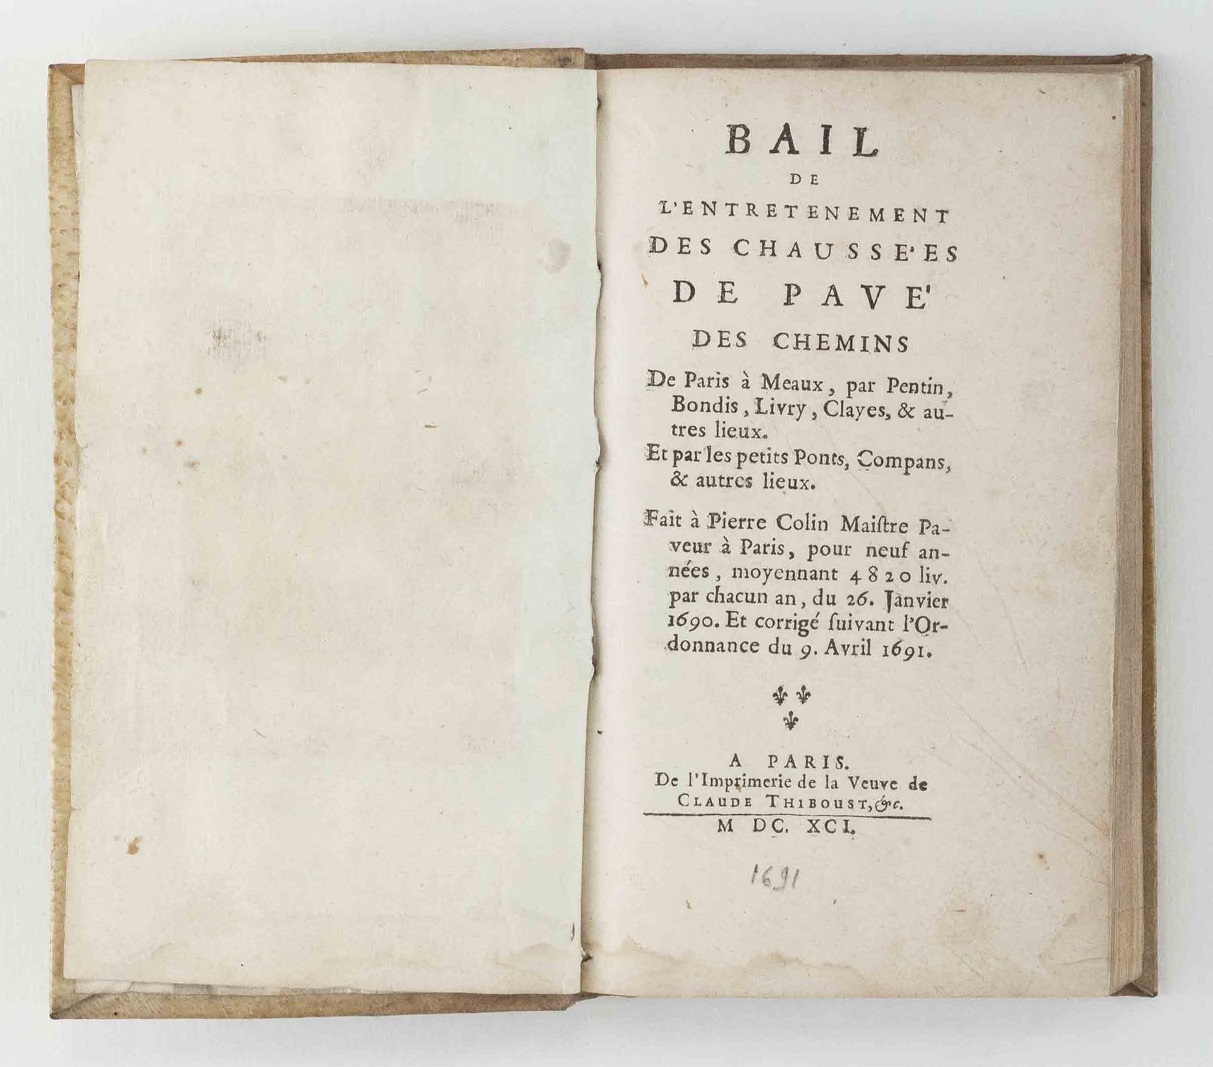 BAIL
DE
L'ENTRETENEMENT
DES CHAUSSE'ES
DE PAVE'
DES CHEMINS
De Paris à Meaux, par Pentin,
Bondis, Livry, Clayes, & au-
tres lieux.
Et par les petits Ponts, Compans,
& autres lieux.
Fait à Pierre Colin Maiſtre Pa-
veur à Paris, pour neuf an-
nées, moyennant 4820 liv.
par chacun an, du 26. Janvier
1690. Et corrigé ſuivant l'Or-
donnance du 9. Avril 1691.
A PARIS.
De l'Imprimerie de la Veuve de
CLAUDE THIBOUST, &c.
M DC. XCI.
1691